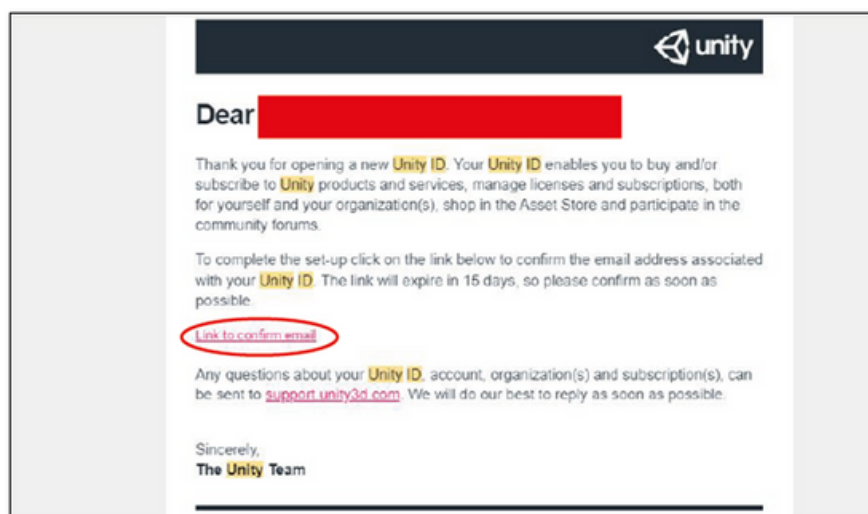 unity
Dear
Thank you for opening a new Unity ID. Your Unity ID enables you to buy and/or
subscribe to Unity products and services, manage licenses and subscriptions, both
for yourself and your organization(s), shop in the Asset Store and participate in the
community forums.
To complete the set-up click on the link below to confirm the email address associated
with your Unity ID. The link will expire in 15 days, so please confirm as soon as
possible.
Link to confirm email
Any questions about your Unity ID, account, organization(s) and subscription(s), can
be sent to support.unity3d.com. We will do our best to reply as soon as possible.
Sincerely,
The Unity Team